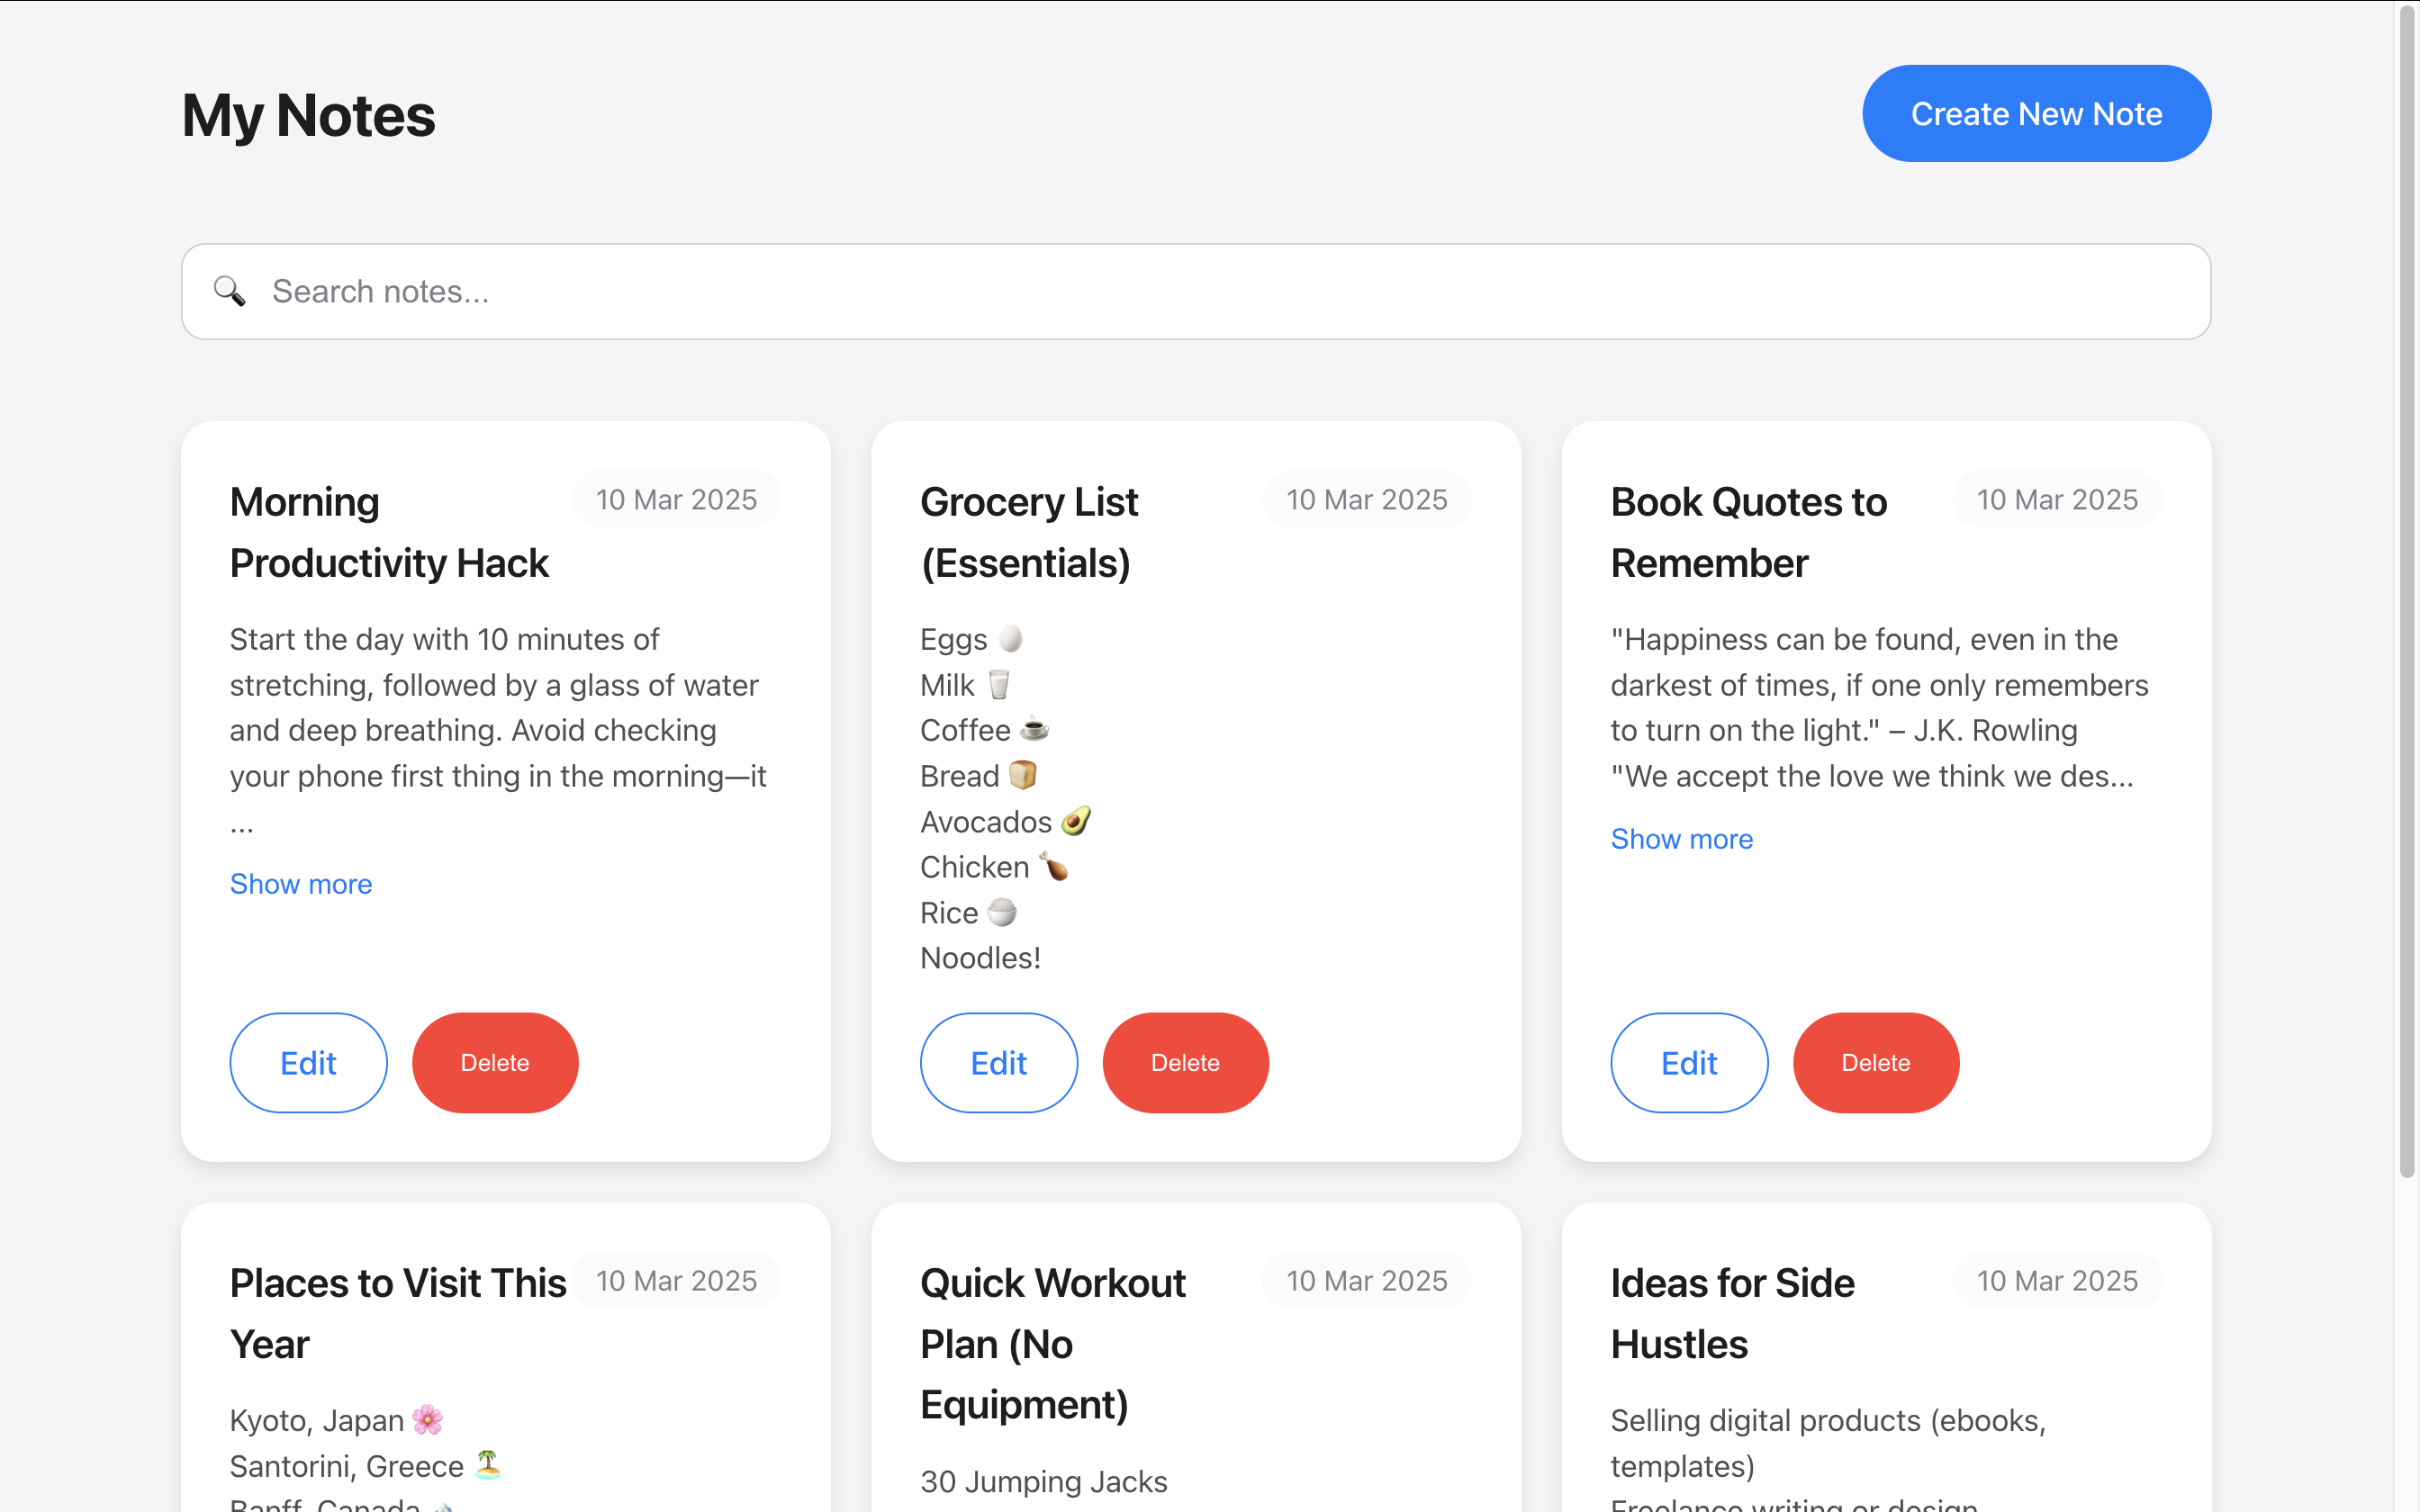 My Notes
Create New Note
🔍 Search notes...
Morning
Productivity Hack
10 Mar 2025
Start the day with 10 minutes of
stretching, followed by a glass of water
and deep breathing. Avoid checking
your phone first thing in the morning—it
...
Show more
Edit
Delete
Grocery List
(Essentials)
10 Mar 2025
Eggs 🥚
Milk 🥛
Coffee ☕
Bread 🍞
Avocados 🥑
Chicken 🍗
Rice 🍚
Noodles!
Edit
Delete
Book Quotes to
Remember
10 Mar 2025
"Happiness can be found, even in the
darkest of times, if one only remembers
to turn on the light." – J.K. Rowling
"We accept the love we think we des...
Show more
Edit
Delete
Places to Visit This
Year
10 Mar 2025
Kyoto, Japan 🌸
Santorini, Greece 🏝️
Banff, Canada 🏔️
Quick Workout
Plan (No
Equipment)
10 Mar 2025
30 Jumping Jacks
Ideas for Side
Hustles
10 Mar 2025
Selling digital products (ebooks,
templates)
Freelance writing or design